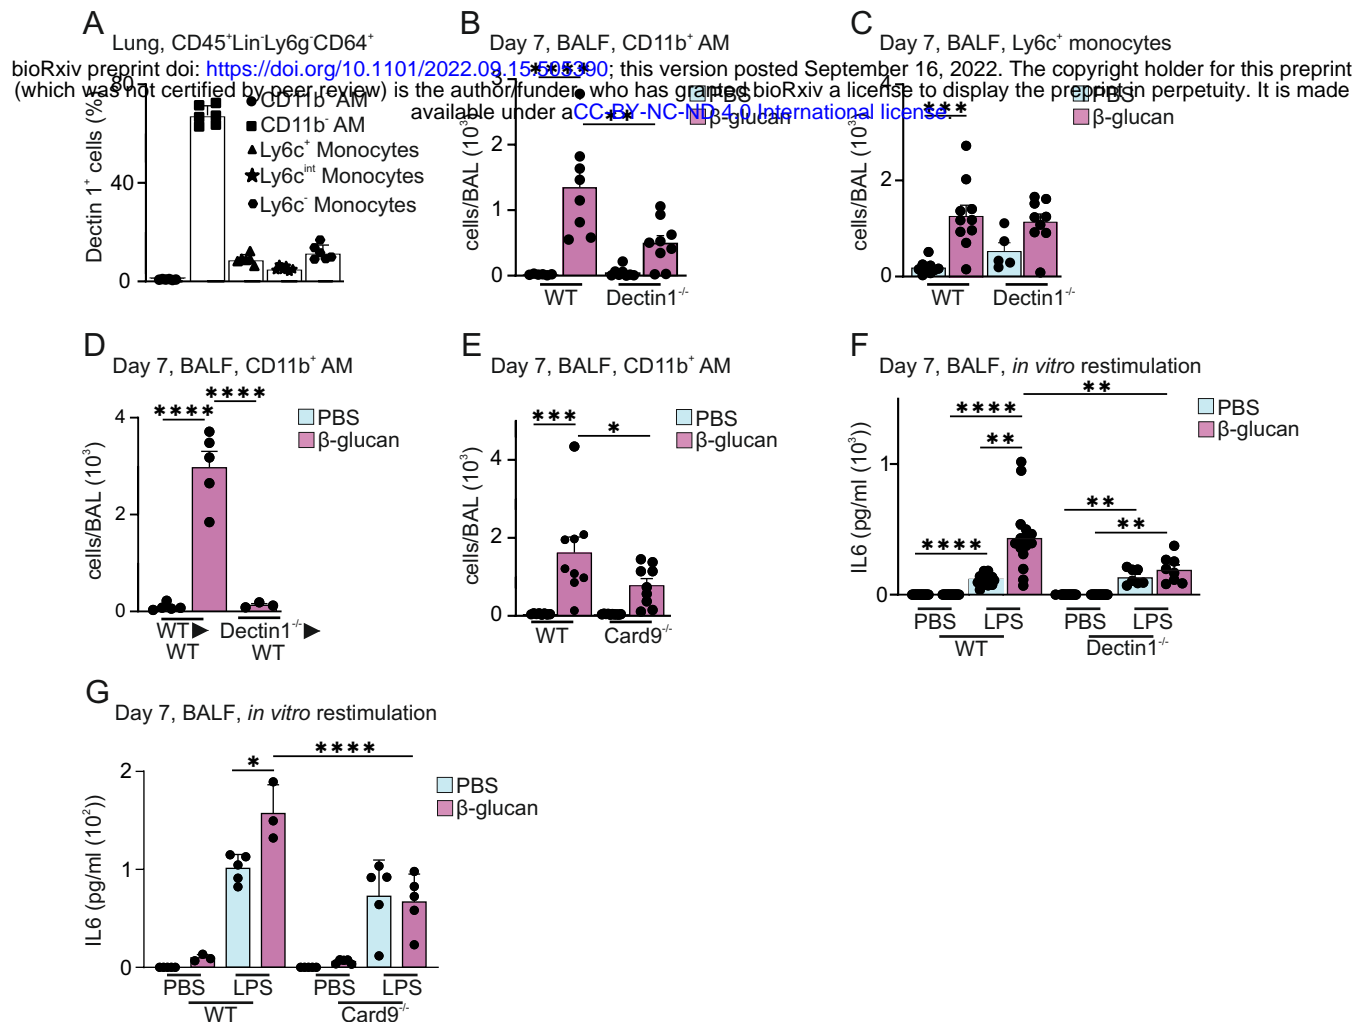 A
Lung, CD45⁺Lin⁻Ly6g⁻CD64⁺
B
Day 7, BALF, CD11b⁺ AM
C
Day 7, BALF, Ly6c⁺ monocytes
bioRxiv preprint doi: https://doi.org/10.1101/2022.09.15.508390; this version posted September 16, 2022. The copyright holder for this preprint
(which was not certified by peer review) is the author/funder, who has granted bioRxiv a license to display the preprint in perpetuity. It is made
available under aCC-BY-NC-ND 4.0 International license.
Dectin 1⁺ cells (%)
80
40
0
CD11b⁺ AM
CD11b⁻ AM
Ly6c⁺ Monocytes
Ly6cⁱⁿᵗ Monocytes
Ly6c⁻ Monocytes
cells/BAL (10³)
3
2
1
0
****
**
PBS
β-glucan
WT
Dectin1⁻/⁻
cells/BAL (10³)
4
2
0
***
PBS
β-glucan
WT
Dectin1⁻/⁻
D
Day 7, BALF, CD11b⁺ AM
cells/BAL (10³)
4
2
0
****
****
PBS
β-glucan
WT ▶
WT
Dectin1⁻/⁻ ▶
WT
E
Day 7, BALF, CD11b⁺ AM
cells/BAL (10³)
4
2
0
***
*
PBS
β-glucan
WT
Card9⁻/⁻
F
Day 7, BALF, in vitro restimulation
IL6 (pg/ml (10³))
1
0
**
****
**
****
**
**
PBS
β-glucan
PBS LPS PBS LPS
WT
Dectin1⁻/⁻
G
Day 7, BALF, in vitro restimulation
IL6 (pg/ml (10²))
2
1
0
*
****
PBS
β-glucan
PBS LPS PBS LPS
WT
Card9⁻/⁻